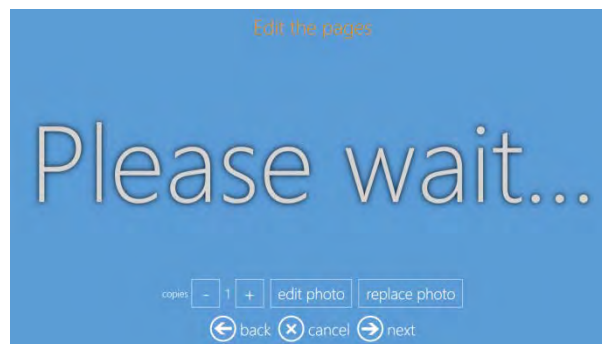 Edit the pages
Please wait...
copies - 1 + edit photo replace photo
back cancel next